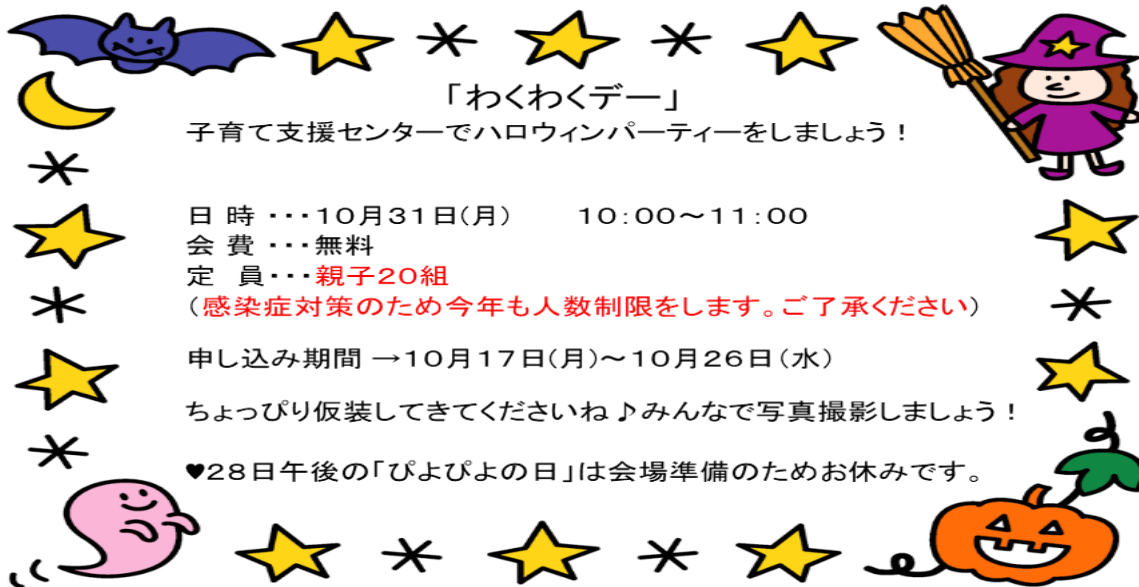 「わくわくデー」
子育て支援センターでハロウィンパーティーをしましょう！
日 時 ･･･10月31日(月)　　10：00～11：00
会 費 ･･･無料
定　員･･･親子20組
（感染症対策のため今年も人数制限をします。ご了承ください）
申し込み期間 →10月17日(月)～10月26日(水)
ちょっぴり仮装してきてくださいね♪みんなで写真撮影しましょう！
♥28日午後の「ぴよぴよの日」は会場準備のためお休みです。